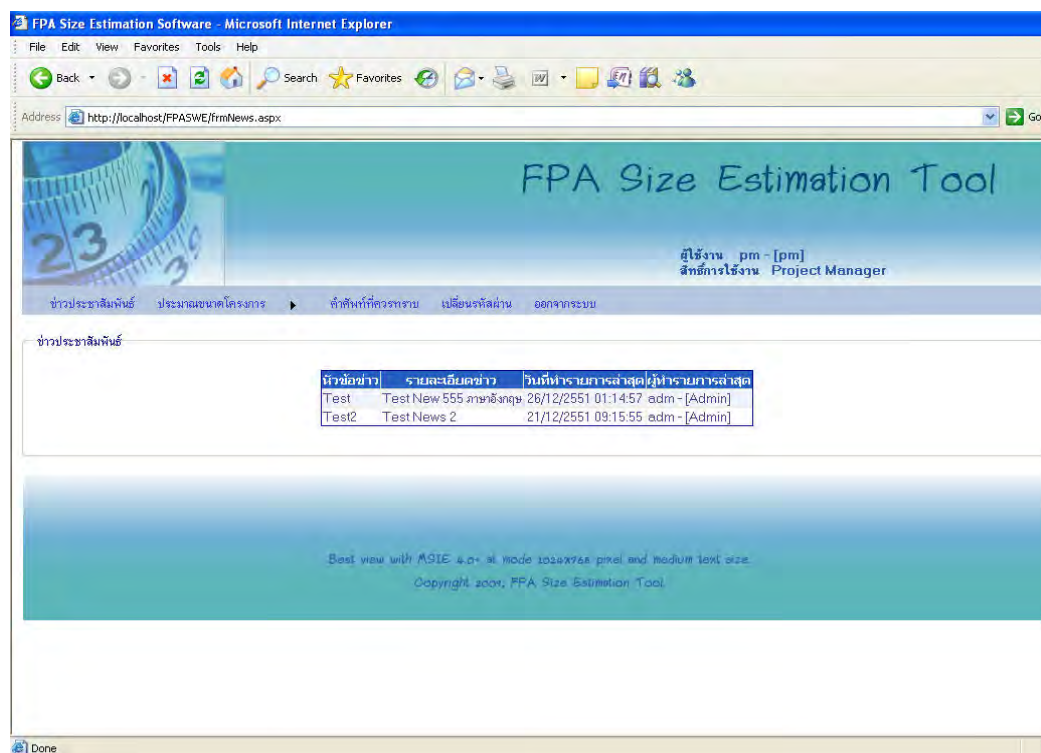 FPA Size Estimation Software - Microsoft Internet Explorer
File Edit View Favorites Tools Help
Back Search Favorites
Address http://localhost/FPASWE/frmNews.aspx Go
23
3
9
FPA Size Estimation Tool
ผู้ใช้งาน pm - [pm]
สิทธิ์การใช้งาน Project Manager
ข่าวประชาสัมพันธ์ ประมาณขนาดโครงการ คำศัพท์ที่ควรทราบ เปลี่ยนรหัสผ่าน ออกจากระบบ
ข่าวประชาสัมพันธ์
หัวข้อข่าว รายละเอียดข่าว วันที่ทำรายการล่าสุด ผู้ทำรายการล่าสุด
Test Test New 555 ภาษาอังกฤษ 26/12/2551 01:14:57 adm - [Admin]
Test2 Test News 2 21/12/2551 09:15:55 adm - [Admin]
Best view with MSIE at mode pixel and medium text size.
Copyright FPA Size Estimation Tool.
Done